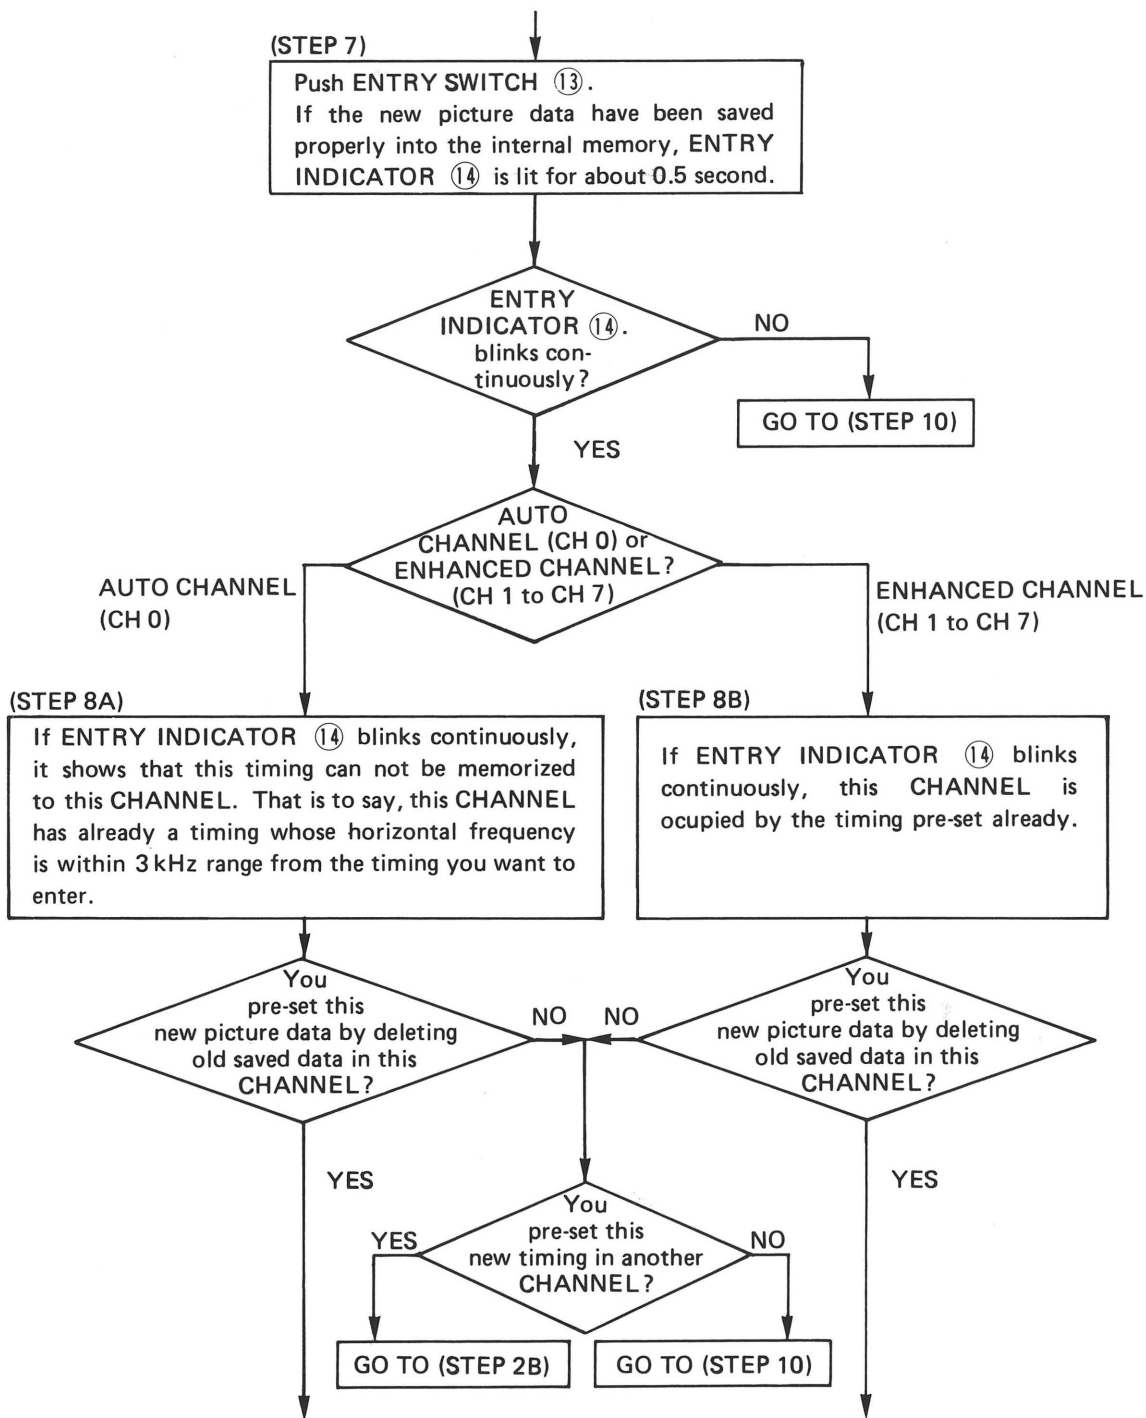 (STEP 7)
Push ENTRY SWITCH ⑬.
If the new picture data have been saved
properly into the internal memory, ENTRY
INDICATOR ⑭ is lit for about 0.5 second.
ENTRY
INDICATOR ⑭.
blinks con-
tinuously?
NO
GO TO (STEP 10)
YES
AUTO
CHANNEL (CH 0) or
ENHANCED CHANNEL?
(CH 1 to CH 7)
AUTO CHANNEL
(CH 0)
ENHANCED CHANNEL
(CH 1 to CH 7)
(STEP 8A)
If ENTRY INDICATOR ⑭ blinks continuously,
it shows that this timing can not be memorized
to this CHANNEL. That is to say, this CHANNEL
has already a timing whose horizontal frequency
is within 3 kHz range from the timing you want to
enter.
(STEP 8B)
If ENTRY INDICATOR ⑭ blinks
continuously, this CHANNEL is
ocupied by the timing pre-set already.
You
pre-set this
new picture data by deleting
old saved data in this
CHANNEL?
NO
NO
You
pre-set this
new picture data by deleting
old saved data in this
CHANNEL?
YES
YES
You
pre-set this
new timing in another
CHANNEL?
YES
NO
GO TO (STEP 2B)
GO TO (STEP 10)